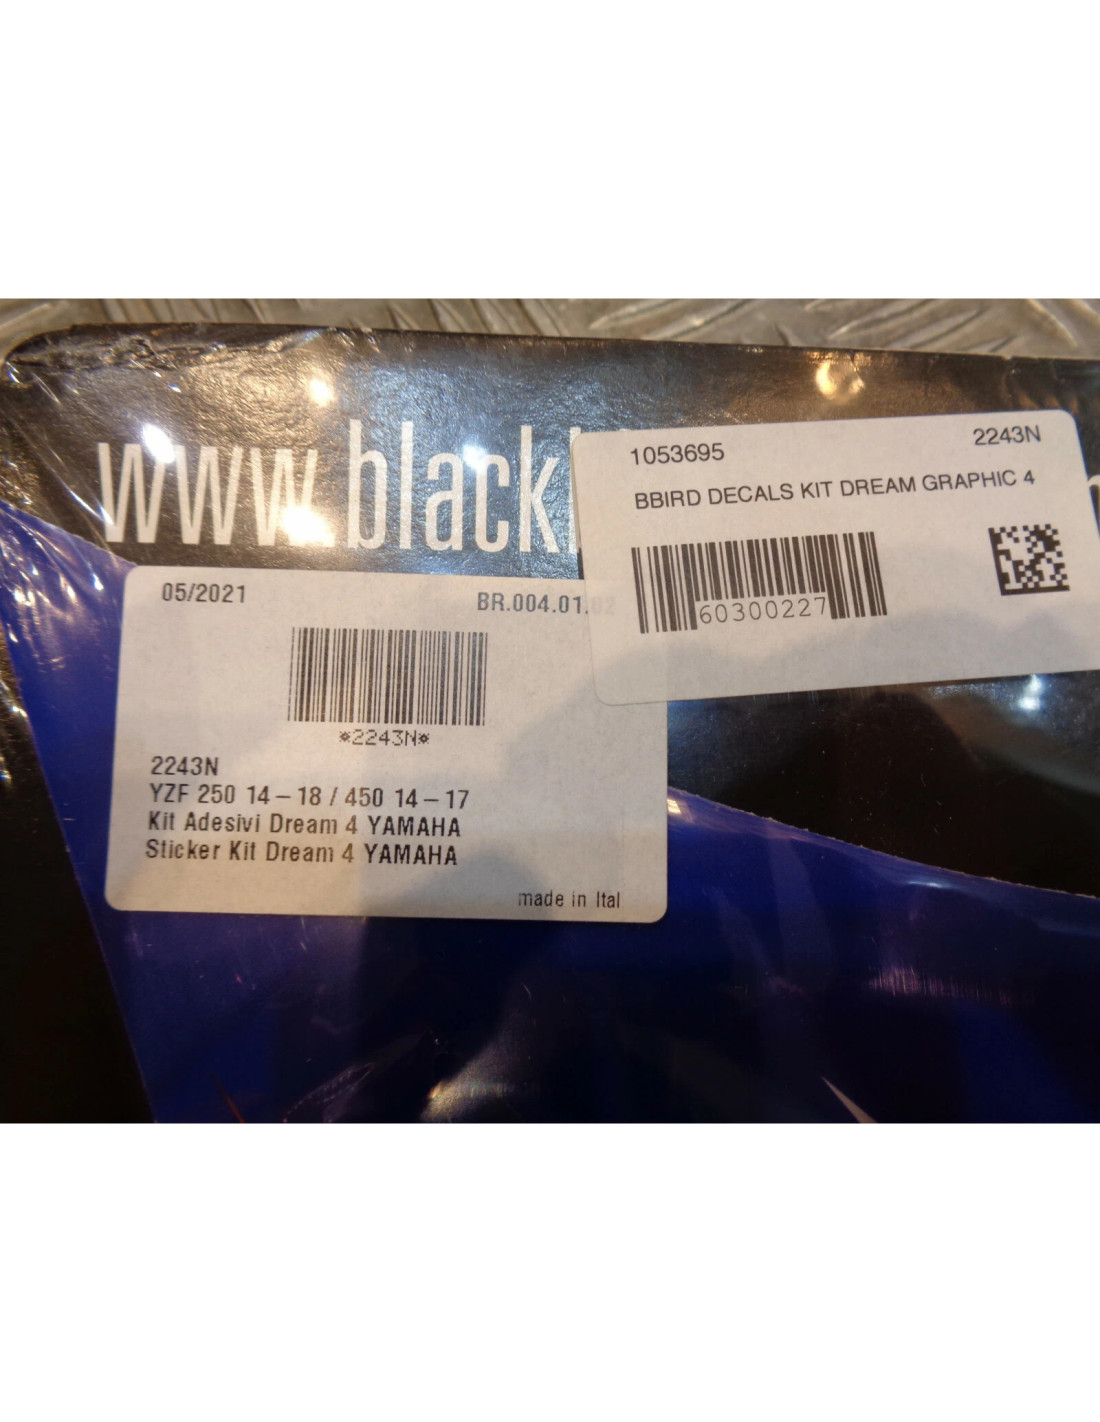 www.black
1053695 2243N
BBIRD DECALS KIT DREAM GRAPHIC 4
60300227
05/2021 BR.004.01.02
*2243N*
2243N
YZF 250 14-18 / 450 14-17
Kit Adesivi Dream 4 YAMAHA
Sticker Kit Dream 4 YAMAHA
made in Ital